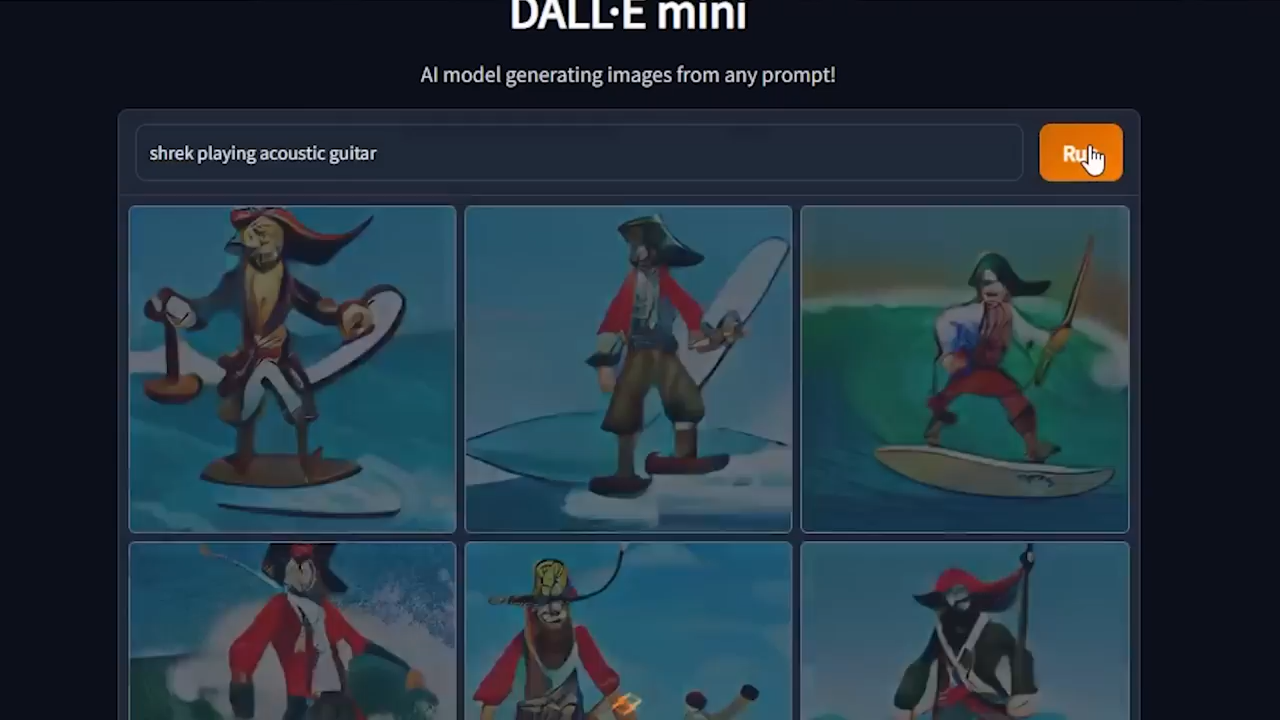 DALL·E mini
AI model generating images from any prompt!
shrek playing acoustic guitar